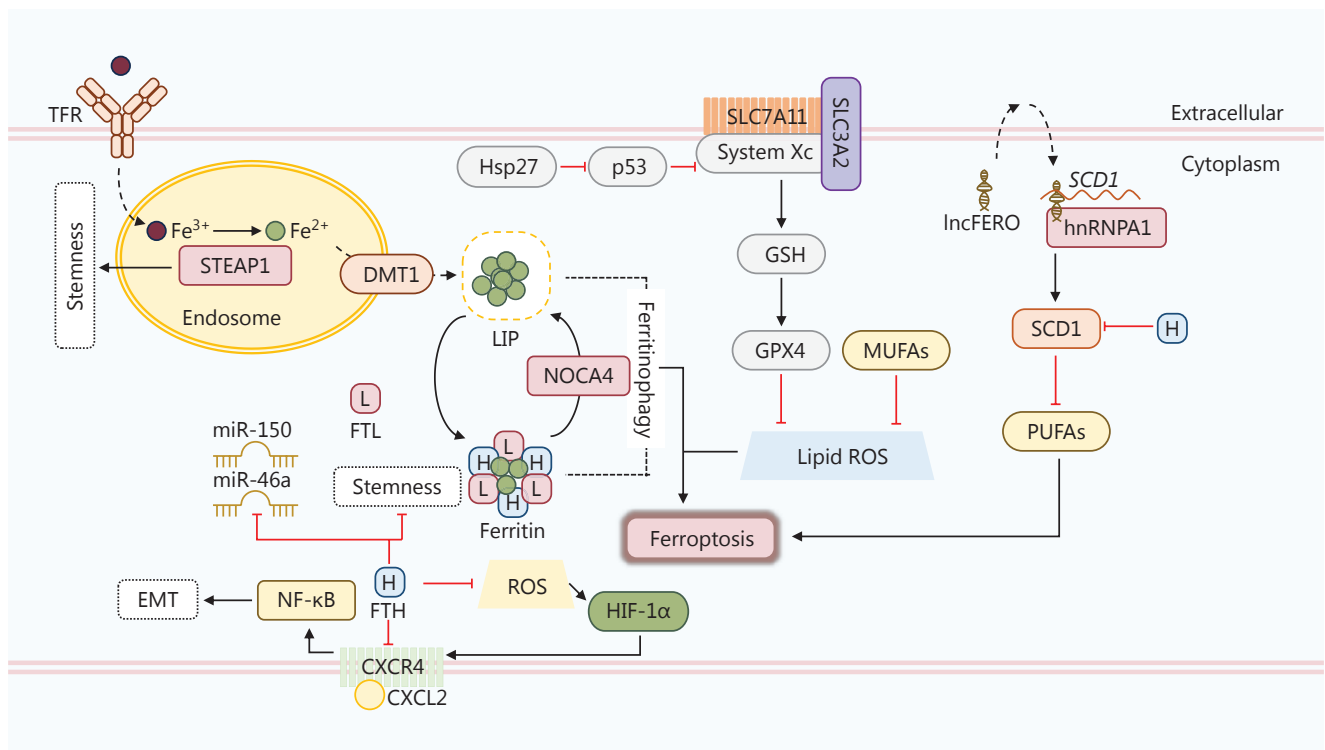 TFR
SLC7A11
SLC3A2
Extracellular
Hsp27
p53
System Xc
Cytoplasm
SCD1
lncFERO
hnRNPA1
Stemness
Fe3+
Fe2+
STEAP1
DMT1
Endosome
LIP
GSH
Ferritinophagy
SCD1
H
GPX4
MUFAs
NOCA4
L
FTL
PUFAs
miR-150
miR-46a
Stemness
L
H
H
L
L
H
Ferritin
Lipid ROS
Ferroptosis
EMT
NF-κB
H
FTH
ROS
HIF-1α
CXCR4
CXCL2